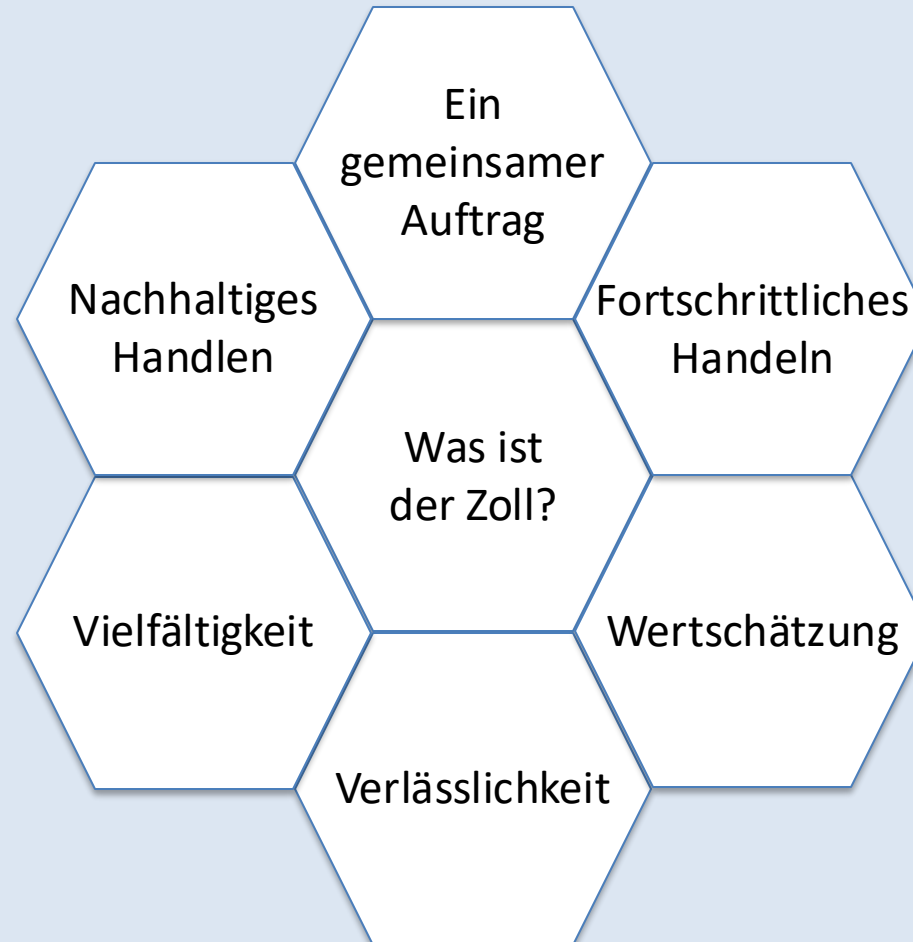 Ein
gemeinsamer
Auftrag
Nachhaltiges
Handlen
Fortschrittliches
Handeln
Was ist
der Zoll?
Vielfältigkeit
Wertschätzung
Verlässlichkeit